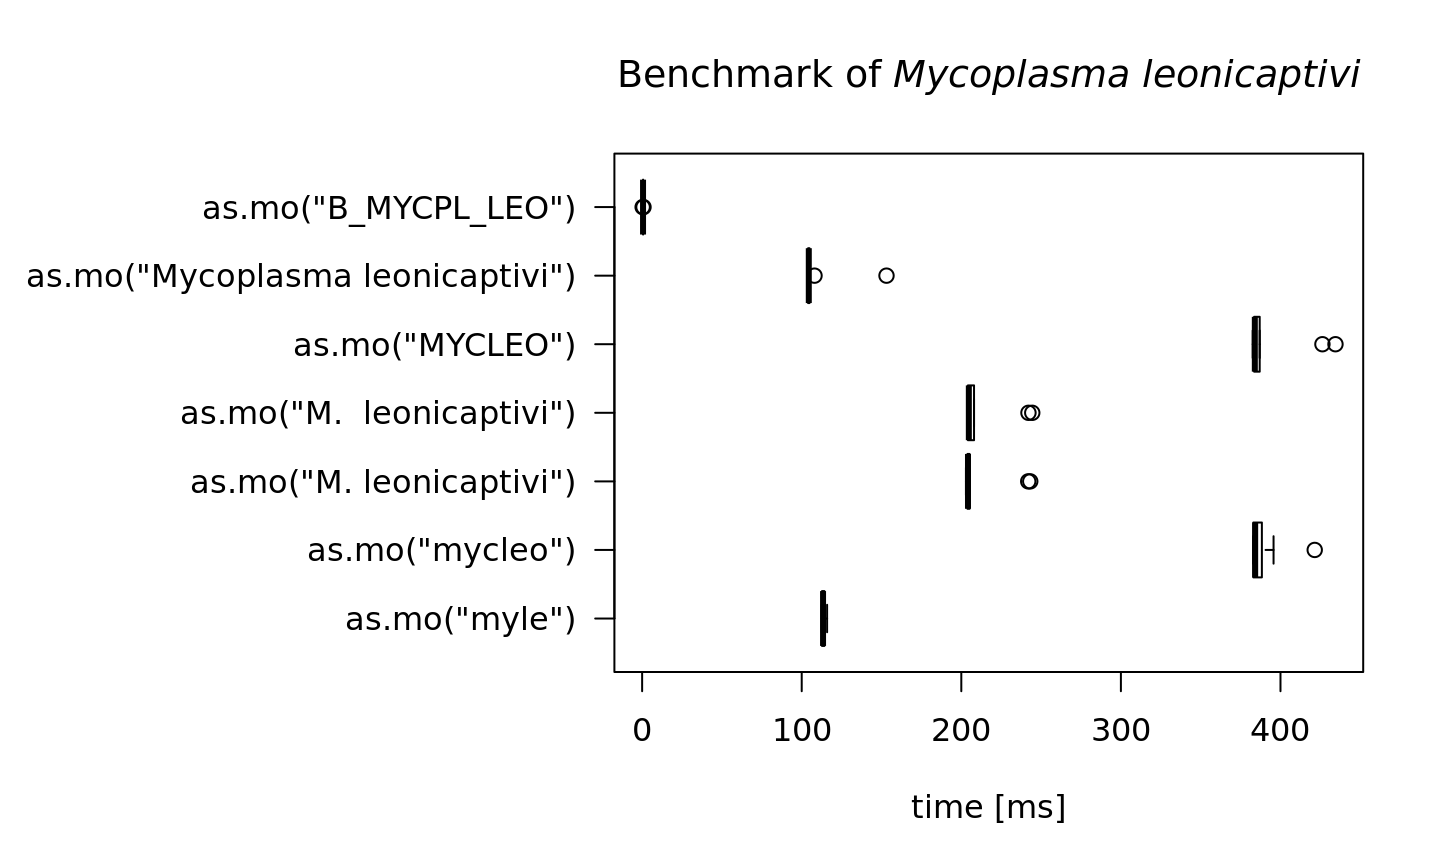 Benchmark of Mycoplasma leonicaptivi
as.mo("B_MYCPL_LEO")
as.mo("Mycoplasma leonicaptivi")
as.mo("MYCLEO")
as.mo("M.  leonicaptivi")
as.mo("M. leonicaptivi")
as.mo("mycleo")
as.mo("myle")
0 100 200 300 400
time [ms]